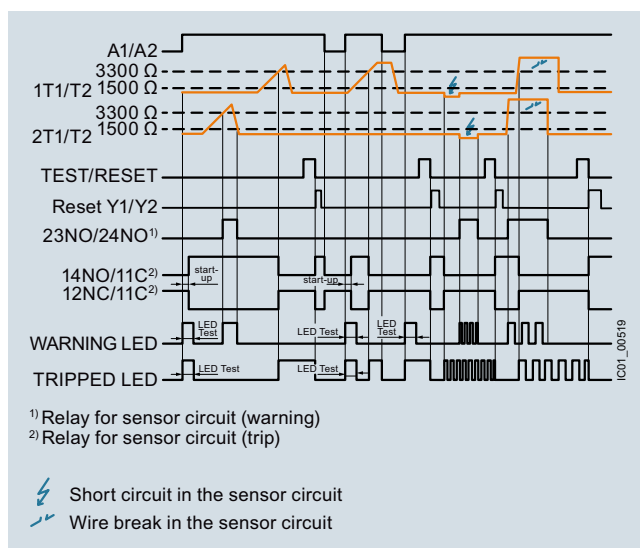 A1/A2
3300 Ω
1T1/T2 1500 Ω
3300 Ω
2T1/T2 1500 Ω
TEST/RESET
Reset Y1/Y2
23NO/24NO1)
start-up
14NO/11C2)
start-up
12NC/11C2)
LED Test
LED Test
LED Test
WARNING LED
LED Test
LED Test
TRIPPED LED
IC01_00519
1) Relay for sensor circuit (warning)
2) Relay for sensor circuit (trip)
Short circuit in the sensor circuit
Wire break in the sensor circuit